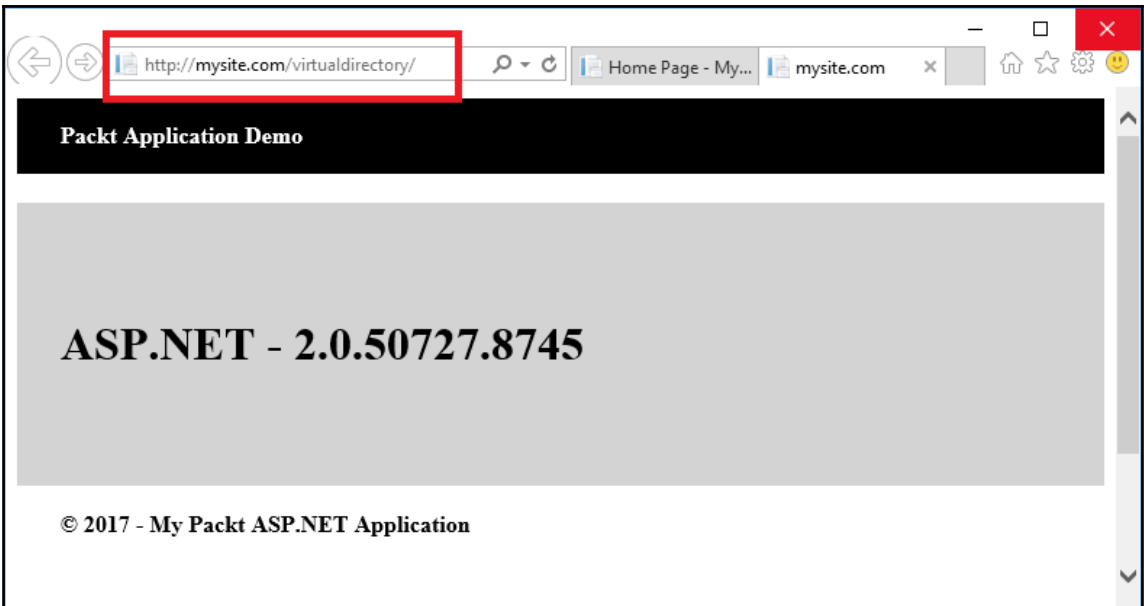 http://mysite.com/virtualdirectory/
Home Page - My...
mysite.com
Packt Application Demo
ASP.NET - 2.0.50727.8745
© 2017 - My Packt ASP.NET Application